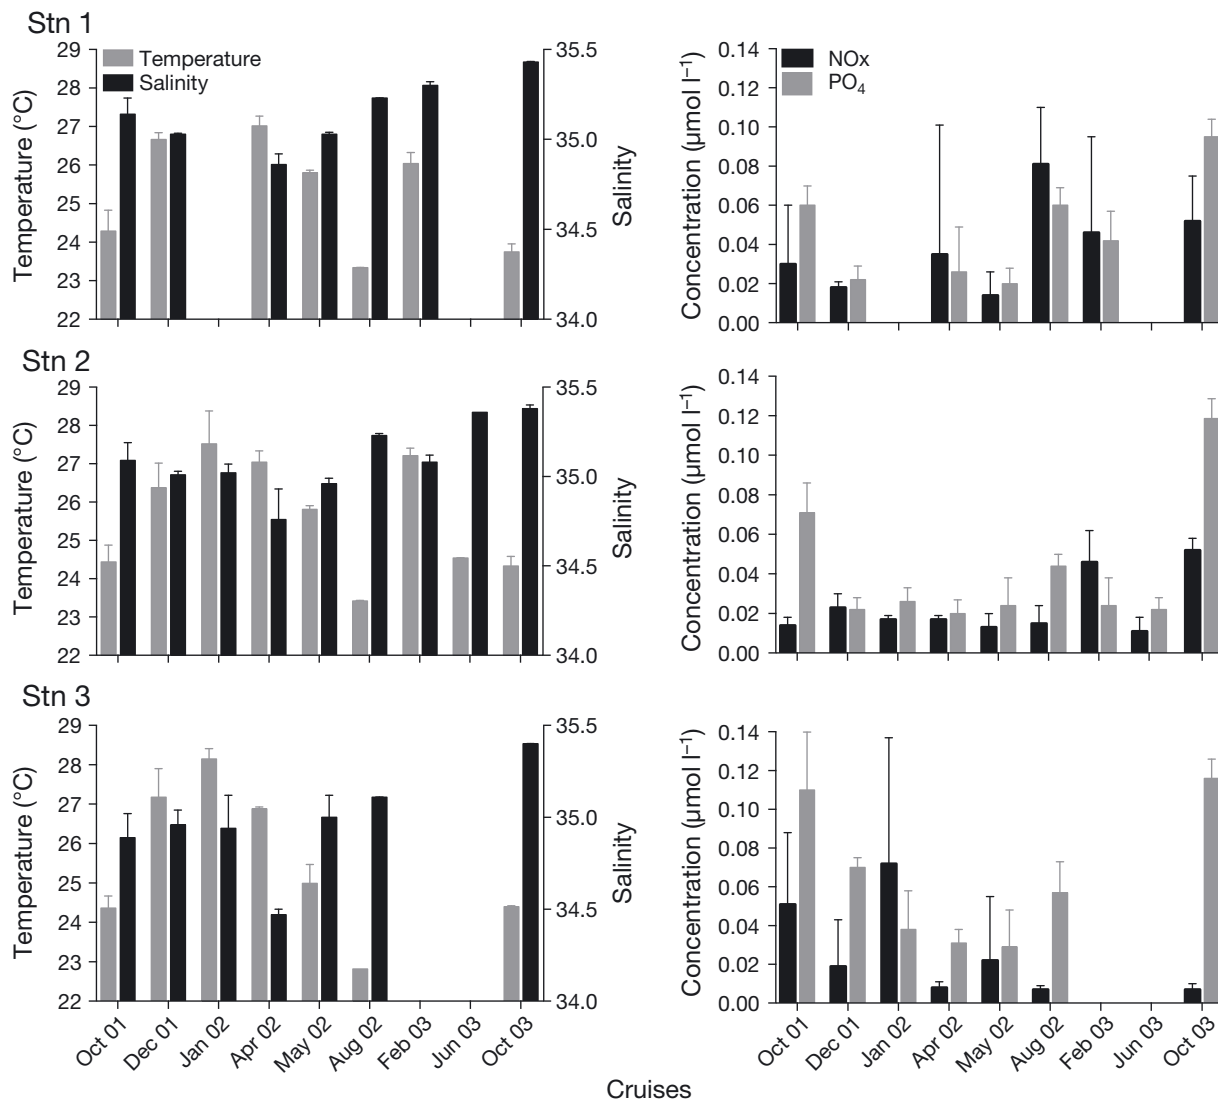 Stn 1
29
28
27
26
25
24
23
22
Temperature (°C)
Temperature
Salinity
35.5
35.0
34.5
34.0
Salinity
0.14
0.12
0.10
0.08
0.06
0.04
0.02
0.00
Concentration (µmol l⁻¹)
NOx
PO₄
Stn 2
29
28
27
26
25
24
23
22
Temperature (°C)
35.5
35.0
34.5
34.0
Salinity
0.14
0.12
0.10
0.08
0.06
0.04
0.02
0.00
Concentration (µmol l⁻¹)
Stn 3
29
28
27
26
25
24
23
22
Temperature (°C)
35.5
35.0
34.5
34.0
Salinity
Oct 01
Dec 01
Jan 02
Apr 02
May 02
Aug 02
Feb 03
Jun 03
Oct 03
0.14
0.12
0.10
0.08
0.06
0.04
0.02
0.00
Concentration (µmol l⁻¹)
Oct 01
Dec 01
Jan 02
Apr 02
May 02
Aug 02
Feb 03
Jun 03
Oct 03
Cruises